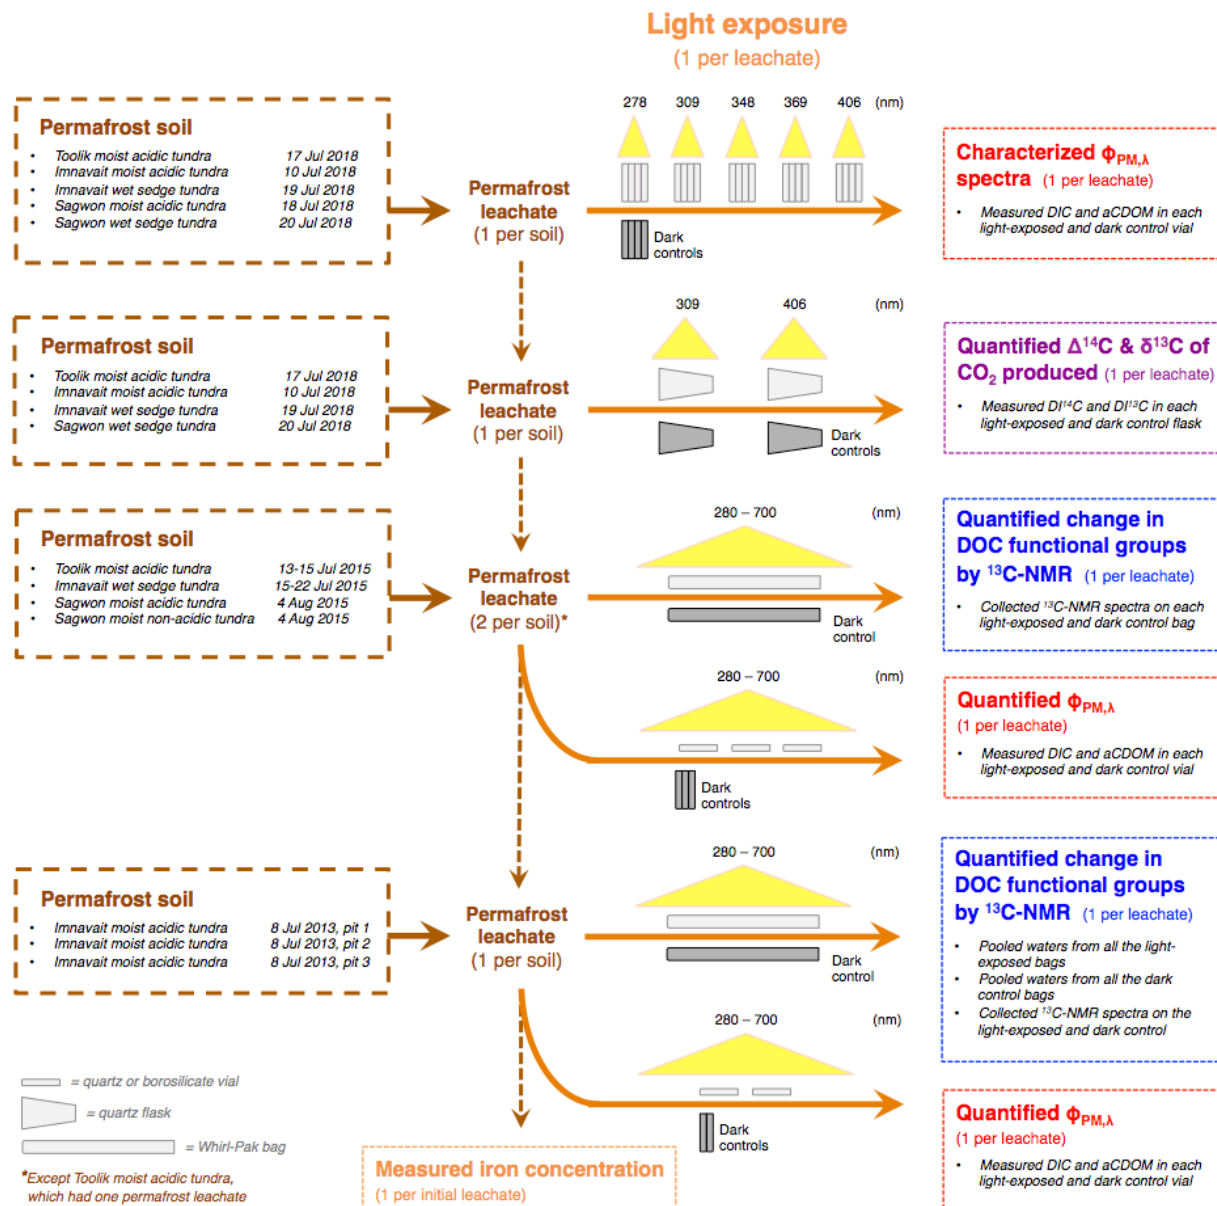 Light exposure
(1 per leachate)
278 309 348 369 406 (nm)
Permafrost soil
• Toolik moist acidic tundra 17 Jul 2018
• Imnavait moist acidic tundra 10 Jul 2018
• Imnavait wet sedge tundra 19 Jul 2018
• Sagwon moist acidic tundra 18 Jul 2018
• Sagwon wet sedge tundra 20 Jul 2018
Permafrost
leachate
(1 per soil)
Dark
controls
Characterized ϕPM,λ
spectra (1 per leachate)
• Measured DIC and aCDOM in each
light-exposed and dark control vial
309 406 (nm)
Permafrost soil
• Toolik moist acidic tundra 17 Jul 2018
• Imnavait moist acidic tundra 10 Jul 2018
• Imnavait wet sedge tundra 19 Jul 2018
• Sagwon wet sedge tundra 20 Jul 2018
Permafrost
leachate
(1 per soil)
Dark
controls
Quantified Δ¹⁴C & δ¹³C of
CO₂ produced (1 per leachate)
• Measured DI¹⁴C and DI¹³C in each
light-exposed and dark control flask
280 – 700 (nm)
Permafrost soil
• Toolik moist acidic tundra 13-15 Jul 2015
• Imnavait wet sedge tundra 15-22 Jul 2015
• Sagwon moist acidic tundra 4 Aug 2015
• Sagwon moist non-acidic tundra 4 Aug 2015
Permafrost
leachate
(2 per soil)*
Dark
control
Quantified change in
DOC functional groups
by ¹³C-NMR (1 per leachate)
• Collected ¹³C-NMR spectra on each
light-exposed and dark control bag
280 – 700 (nm)
Dark
controls
Quantified ϕPM,λ
(1 per leachate)
• Measured DIC and aCDOM in each
light-exposed and dark control vial
280 – 700 (nm)
Permafrost soil
• Imnavait moist acidic tundra 8 Jul 2013, pit 1
• Imnavait moist acidic tundra 8 Jul 2013, pit 2
• Imnavait moist acidic tundra 8 Jul 2013, pit 3
Permafrost
leachate
(1 per soil)
Dark
control
Quantified change in
DOC functional groups
by ¹³C-NMR (1 per leachate)
• Pooled waters from all the light-
exposed bags
• Pooled waters from all the dark
control bags
• Collected ¹³C-NMR spectra on the
light-exposed and dark control
280 – 700 (nm)
Dark
controls
Quantified ϕPM,λ
(1 per leachate)
• Measured DIC and aCDOM in each
light-exposed and dark control vial
= quartz or borosilicate vial
= quartz flask
= Whirl-Pak bag
*Except Toolik moist acidic tundra,
which had one permafrost leachate
Measured iron concentration
(1 per initial leachate)